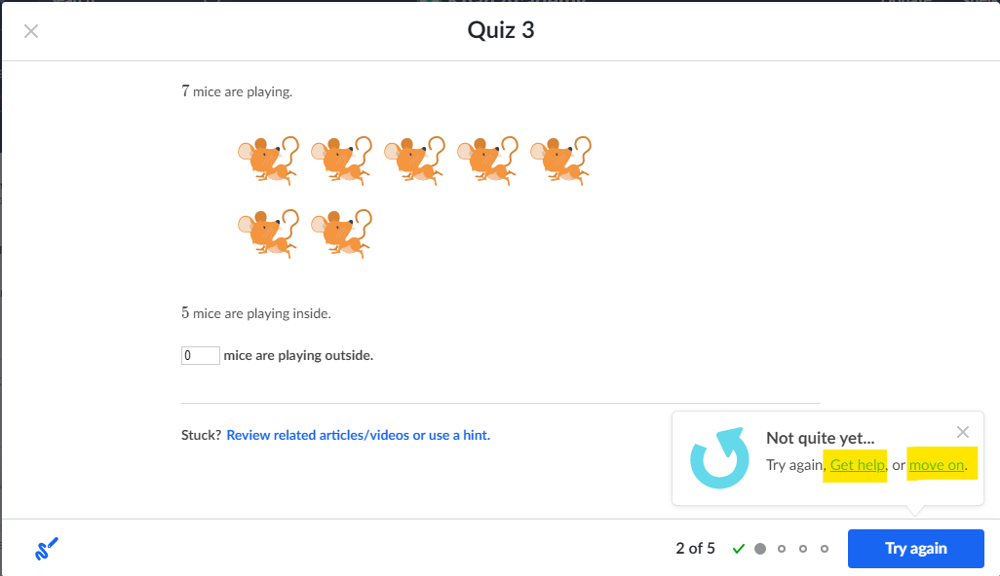 Quiz 3
7 mice are playing.
5 mice are playing inside.
0 mice are playing outside.
Stuck? Review related articles/videos or use a hint.
Not quite yet...
Try again, Get help, or move on.
2 of 5
Try again